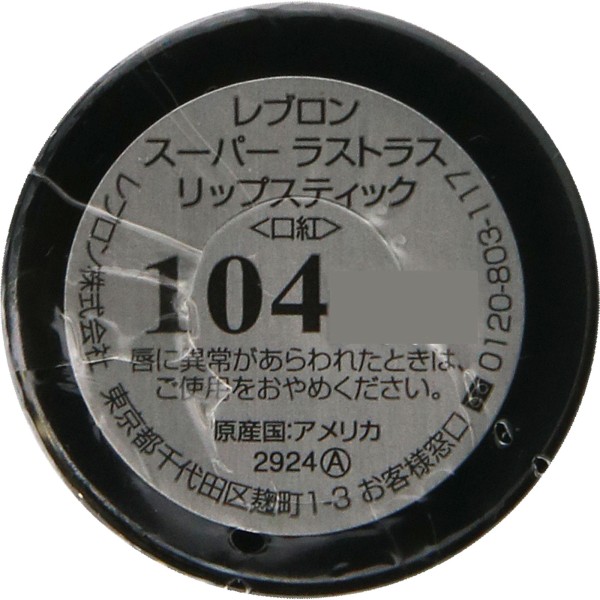 レブロン
スーパー ラストラス
リップスティック
<口紅>
104
唇に異常があらわれたときは、
ご使用をおやめください。
原産国:アメリカ
2924Ⓐ
レブロン株式会社 東京都千代田区麹町1-3 お客様窓口 0120-803-117